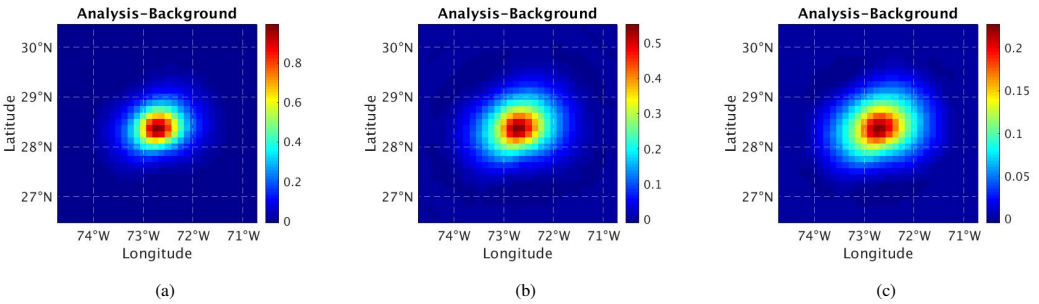 Analysis-Background
30°N
29°N
28°N
27°N
Latitude
74°W 73°W 72°W 71°W
Longitude
0.8
0.6
0.4
0.2
0
(a)
Analysis-Background
30°N
29°N
28°N
27°N
Latitude
74°W 73°W 72°W 71°W
Longitude
0.5
0.4
0.3
0.2
0.1
0
(b)
Analysis-Background
30°N
29°N
28°N
27°N
Latitude
74°W 73°W 72°W 71°W
Longitude
0.2
0.15
0.1
0.05
0
(c)